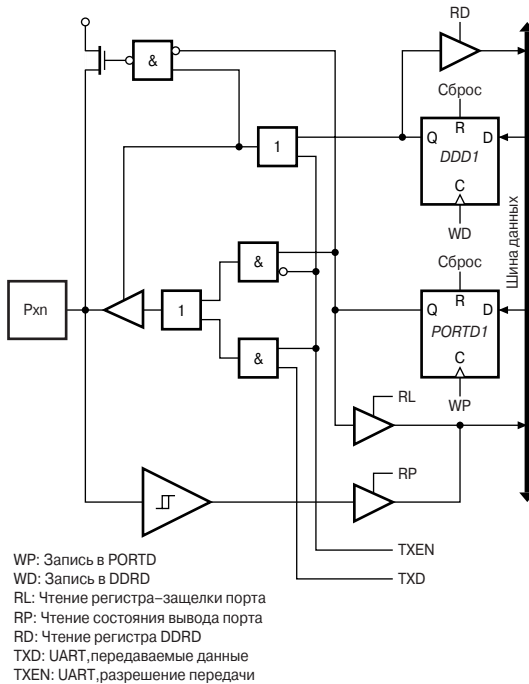 RD
&
Сброс
Q
R
D
DDD1
C
1
WD
Шина данных
Сброс
&
Pxn
1
Q
R
D
PORTD1
C
&
WP
RL
RP
TXEN
TXD
WP: Запись в PORTD
WD: Запись в DDRD
RL: Чтение регистра–защелки порта
RP: Чтение состояния вывода порта
RD: Чтение регистра DDRD
TXD: UART,передаваемые данные
TXEN: UART,разрешение передачи